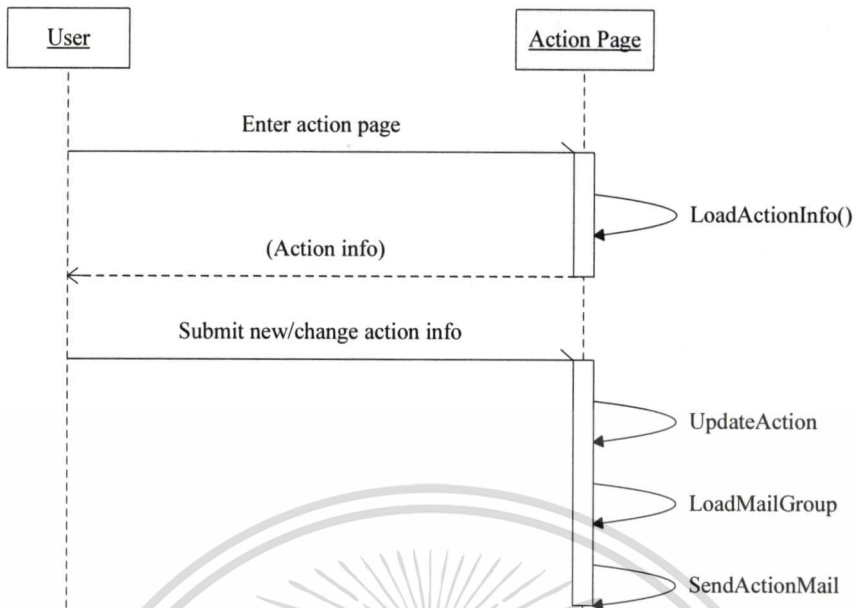 User
Action Page
Enter action page
LoadActionInfo()
(Action info)
Submit new/change action info
UpdateAction
LoadMailGroup
SendActionMail